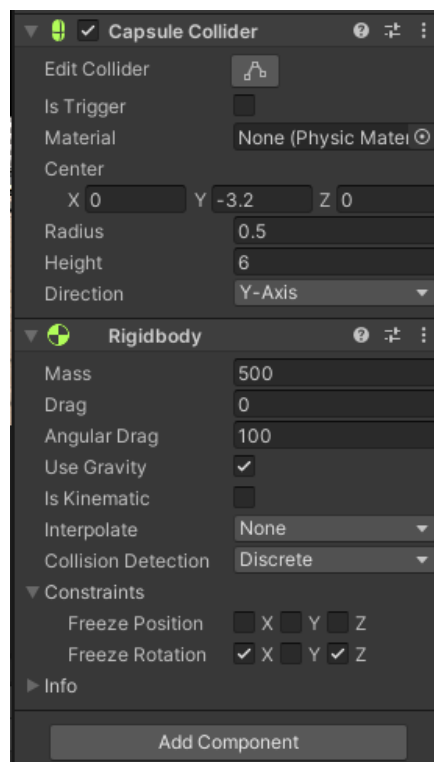 Capsule Collider
Edit Collider
Is Trigger
Material None (Physic Mater
Center
X 0 Y -3.2 Z 0
Radius 0.5
Height 6
Direction Y-Axis
Rigidbody
Mass 500
Drag 0
Angular Drag 100
Use Gravity
Is Kinematic
Interpolate None
Collision Detection Discrete
Constraints
Freeze Position X Y Z
Freeze Rotation X Y Z
Info
Add Component